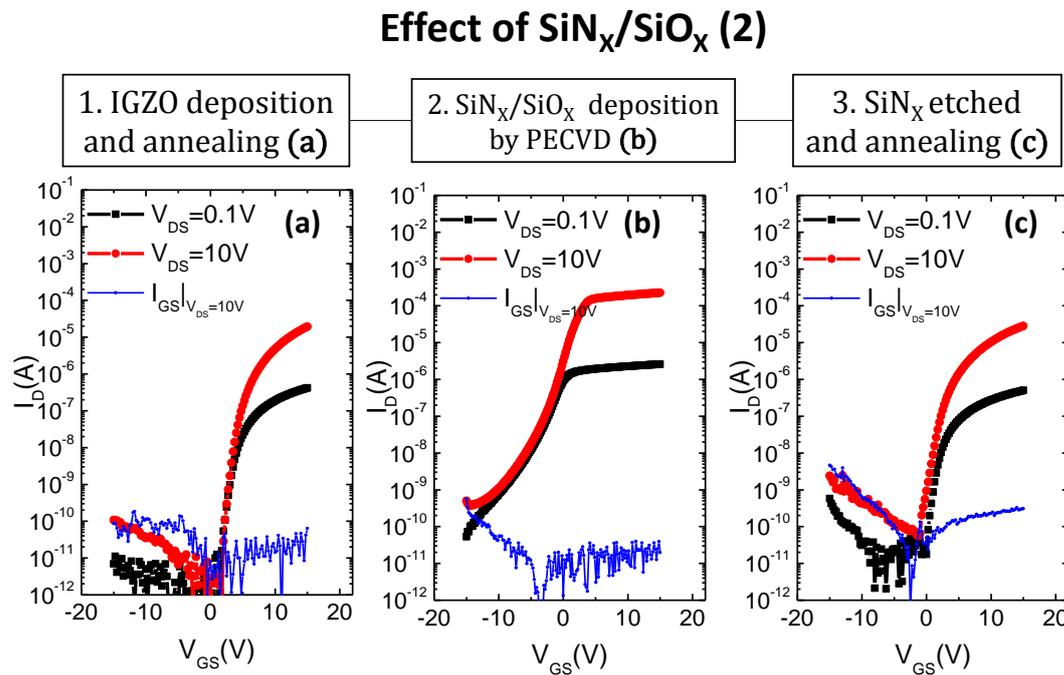 Effect of SiNX/SiOX (2)
1. IGZO deposition
and annealing (a)
2. SiNX/SiOX deposition
by PECVD (b)
3. SiNX etched
and annealing (c)
10-1
10-2
10-3
10-4
10-5
10-6
10-7
10-8
10-9
10-10
10-11
10-12
ID(A)
VDS=0.1V
VDS=10V
IGS|VDS=10V
(a)
-20 -10 0 10 20
VGS(V)
10-1
10-2
10-3
10-4
10-5
10-6
10-7
10-8
10-9
10-10
10-11
10-12
ID(A)
VDS=0.1V
VDS=10V
IGS|VDS=10V
(b)
-20 -10 0 10 20
VGS(V)
10-1
10-2
10-3
10-4
10-5
10-6
10-7
10-8
10-9
10-10
10-11
10-12
ID(A)
VDS=0.1V
VDS=10V
IGS|VDS=10V
(c)
-20 -10 0 10 20
VGS(V)